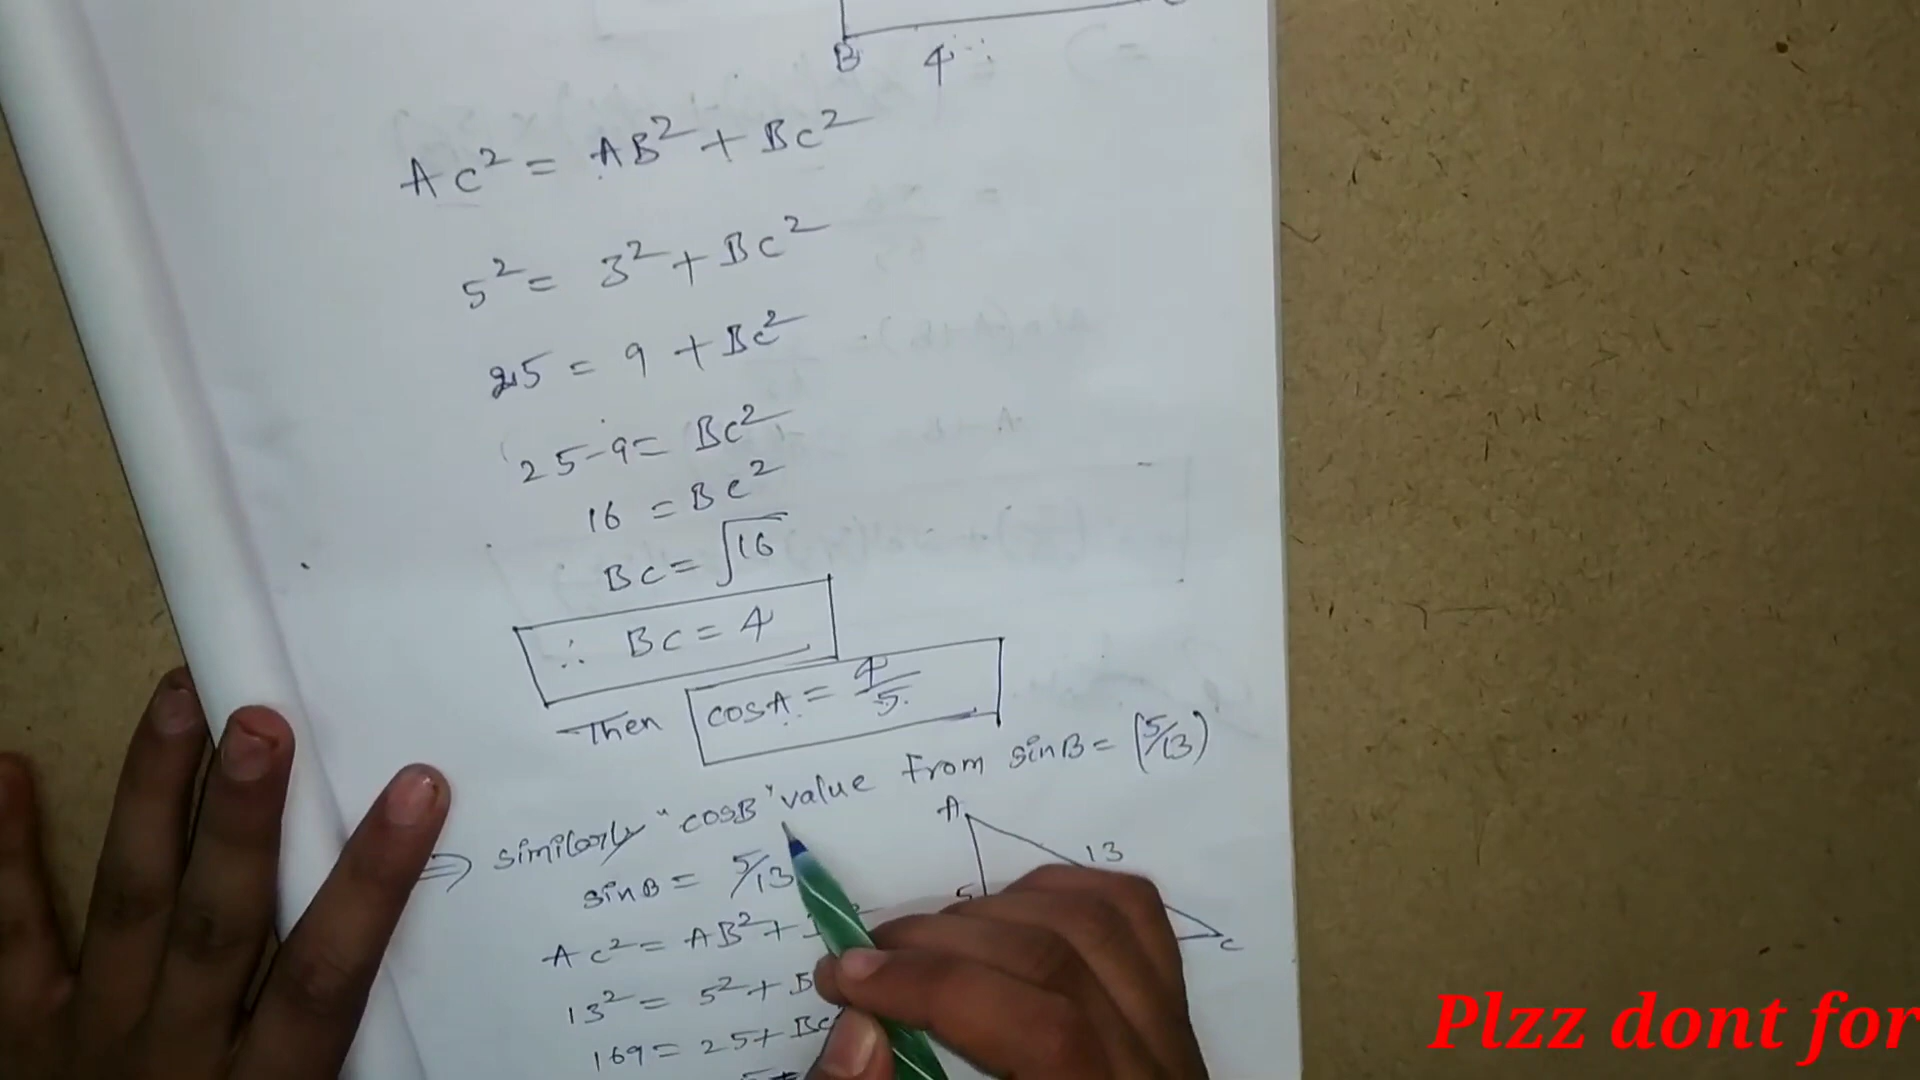 B 4
AC² = AB² + BC²
5² = 3² + BC²
25 = 9 + BC²
25-9 = BC²
16 = BC²
BC = √16
∴ BC = 4
Then cosA = 4/5
⇒ similarly "cosB" value From sinB = (5/13)
A
sinB = 5/13
13
5
C
AC² = AB² +
13² = 5² + B
169 = 25 + BC
Plzz dont for